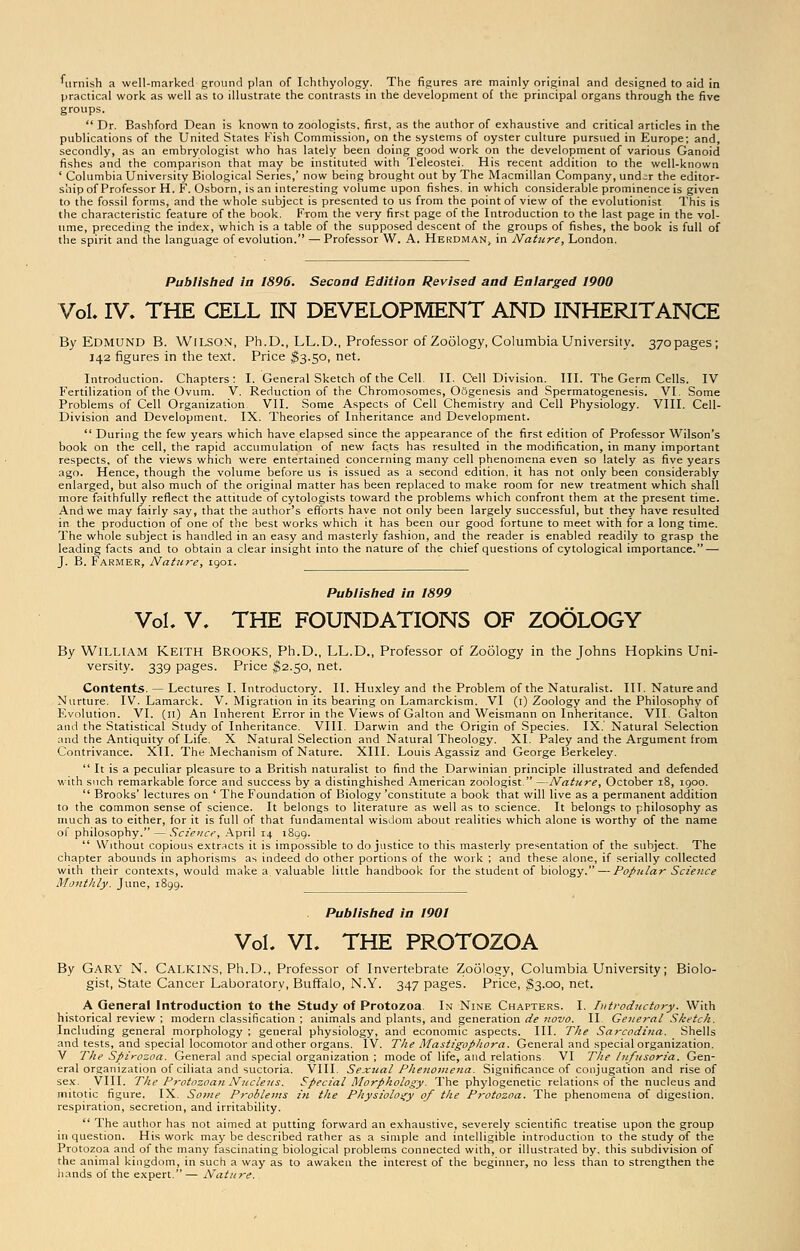 furnish a well-marked ground plan of Ichthyology. The figures are mainly original and designed to aid in
practical work as well as to illustrate the contrasts in the development of the principal organs through the five
groups.
“ Dr. Bashford Dean is known to zoologists, first, as the author of exhaustive and critical articles in the
publications of the United States Fish Commission, on the systems of oyster culture pursued in Europe; and,
secondly, as an embryologist who has lately been doing good work on the development of various Ganoid
fishes and the comparison that may be instituted with Teleostei. His recent addition to the well-known
‘ Columbia University Biological Series,’ now being brought out by The Macmillan Company, under the editor-
ship of Professor H. F. Osborn, is an interesting volume upon fishes, in which considerable prominence is given
to the fossil forms, and the whole subject is presented to us from the point of view of the evolutionist This is
the characteristic feature of the book. From the very first page of the Introduction to the last page in the vol-
ume, preceding the index, which is a table of the supposed descent of the groups of fishes, the book is full of
the spirit and the language of evolution.” — Professor W. A. HERDMAN, in Nature, London.
Published in 1896. Second Edition Revised and Enlarged 1900
Vol. IV. THE CELL IN DEVELOPMENT AND INHERITANCE
By EDMUND B. WILSON, Ph.D., LL.D., Professor of Zoölogy, Columbia University. 370 pages;
142 figures in the text. Price $3.50, net.
Introduction. Chapters: I. General Sketch of the Cell. II. Cell Division. III. The Germ Cells. IV
Fertilization of the Ovum. V. Reduction of the Chromosomes, Oögenesis and Spermatogenesis. VI. Some
Problems of Cell Organization VII. Some Aspects of Cell Chemistry and Cell Physiology. VIII. Cell-
Division and Development. IX. Theories of Inheritance and Development.
“ During the few years which have elapsed since the appearance of the first edition of Professor Wilson’s
book on the cell, the rapid accumulation of new facts has resulted in the modification, in many important
respects, of the views which were entertained concerning many cell phenomena even so lately as five years
ago. Hence, though the volume before us is issued as a second edition, it has not only been considerably
enlarged, but also much of the original matter has been replaced to make room for new treatment which shall
more faithfully reflect the attitude of cytologists toward the problems which confront them at the present time.
And we may fairly say, that the author’s efforts have not only been largely successful, but they have resulted
in the production of one of the best works which it has been our good fortune to meet with for a long time.
The whole subject is handled in an easy and masterly fashion, and the reader is enabled readily to grasp the
leading facts and to obtain a clear insight into the nature of the chief questions of cytological importance.” —
J. B. FARMER, Nature, 1901.
Published in 1899
Vol. V. THE FOUNDATIONS OF ZOÖLOGY
By WILLIAM KEITH BROOKS, Ph.D., LL.D., Professor of Zoölogy in the Johns Hopkins Uni-
versity. 339 pages. Price $2.50, net.
Contents. — Lectures I. Introductory. II. Huxley and the Problem of the Naturalist. III. Nature and
Nurture. IV. Lamarck. V. Migration in its bearing on Lamarckism. VI (1) Zoology and the Philosophy of
Evolution. VI. (11) An Inherent Error in the Views of Galton and Weismann on Inheritance. VII. Galton
and the Statistical Study of Inheritance. VIII. Darwin and the Origin of Species. IX. Natural Selection
and the Antiquity of Life. X Natural Selection and Natural Theology. XI. Paley and the Argument from
Contrivance. XII. The Mechanism of Nature. XIII. Louis Agassiz and George Berkeley.
“ It is a peculiar pleasure to a British naturalist to find the Darwinian principle illustrated and defended
with such remarkable force and success by a distinghished American zoologist.” — Nature, October 18, 1900.
“ Brooks’ lectures on ‘ The Foundation of Biology ’constitute a book that will live as a permanent addition
to the common sense of science. It belongs to literature as well as to science. It belongs to philosophy as
much as to either, for it is full of that fundamental wisdom about realities which alone is worthy of the name
of philosophy.” — Science, April 14 1899.
“ Without copious extracts it is impossible to do justice to this masterly presentation of the subject. The
chapter abounds in aphorisms as indeed do other portions of the work ; and these alone, if serially collected
with their contexts, would make a valuable little handbook for the student of biology.” — Popular Science
Monthly. June, 1899.
Published in 1901
Vol. VI. THE PROTOZOA
By GARY N. CALKINS, Ph.D., Professor of Invertebrate Zoölogy, Columbia University; Biolo-
gist, State Cancer Laboratory, Buffalo, N.Y. 347 pages. Price, $3.00, net.
A General Introduction to the Study of Protozoa. IN NINE CHAPTERS. I. Introductory. With
historical review ; modern classification ; animals and plants, and generation de novo. II. General Sketch.
Including general morphology ; general physiology, and economic aspects. III. The Sarcodina. Shells
and tests, and special locomotor and other organs. IV. The Mastigophora. General and special organization.
V The Spirozoa. General and special organization ; mode of life, and relations VI The Infusoria. Gen-
eral organization of ciliata and suctoria. VIII. Sexual Phenomena. Significance of conjugation and rise of
sex. VIII. The Protozoan Nucleus. Special Morphology. The phylogenetic relations of the nucleus and
mitotic figure. IX. Some Problems in the Physiology of the Protozoa. The phenomena of digestion.
respiration, secretion, and irritability.
“ The author has not aimed at putting forward an exhaustive, severely scientific treatise upon the group
in question. His work may be described rather as a simple and intelligible introduction to the study of the
Protozoa and of the many fascinating biological problems connected with, or illustrated by, this subdivision of
the animal kingdom, in such a way as to awaken the interest of the beginner, no less than to strengthen the
hands of the expert.” — Nature.